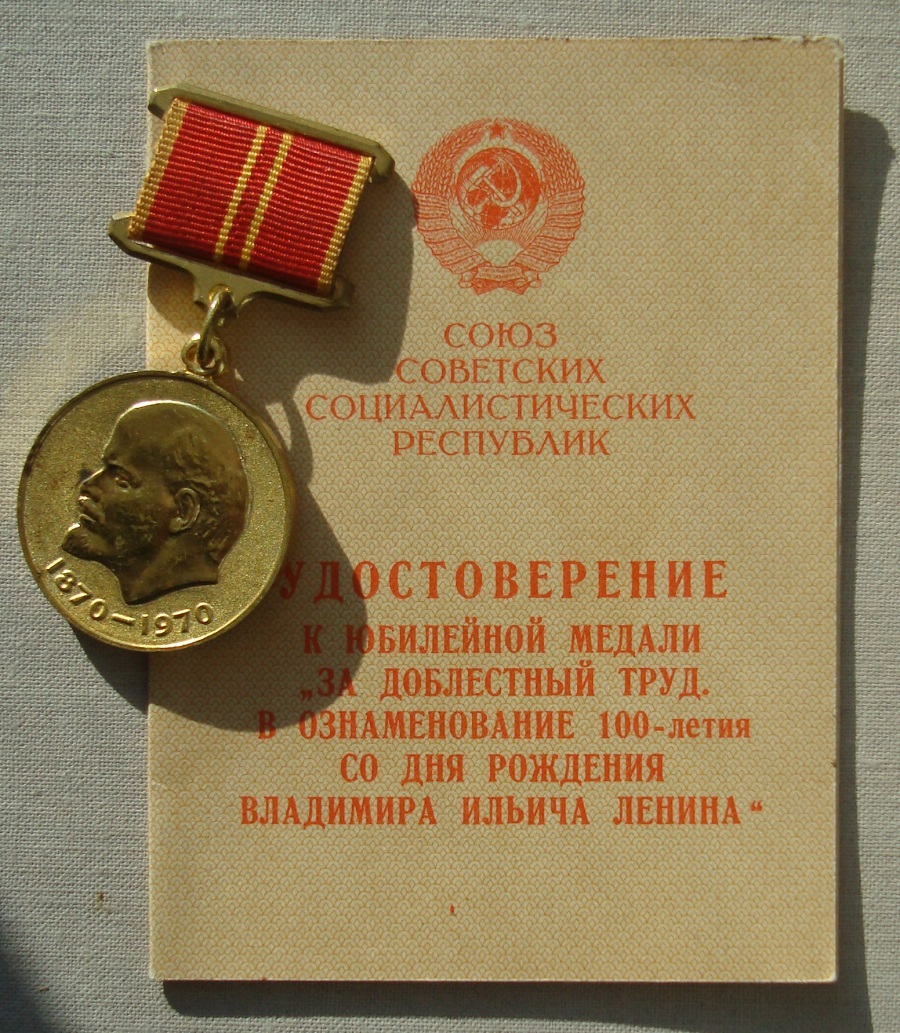 СОЮЗ
СОВЕТСКИХ
СОЦИАЛИСТИЧЕСКИХ
РЕСПУБЛИК
УДОСТОВЕРЕНИЕ
К ЮБИЛЕЙНОЙ МЕДАЛИ
„ЗА ДОБЛЕСТНЫЙ ТРУД.
В ОЗНАМЕНОВАНИЕ 100-летия
СО ДНЯ РОЖДЕНИЯ
ВЛАДИМИРА ИЛЬИЧА ЛЕНИНА“
1870–1970